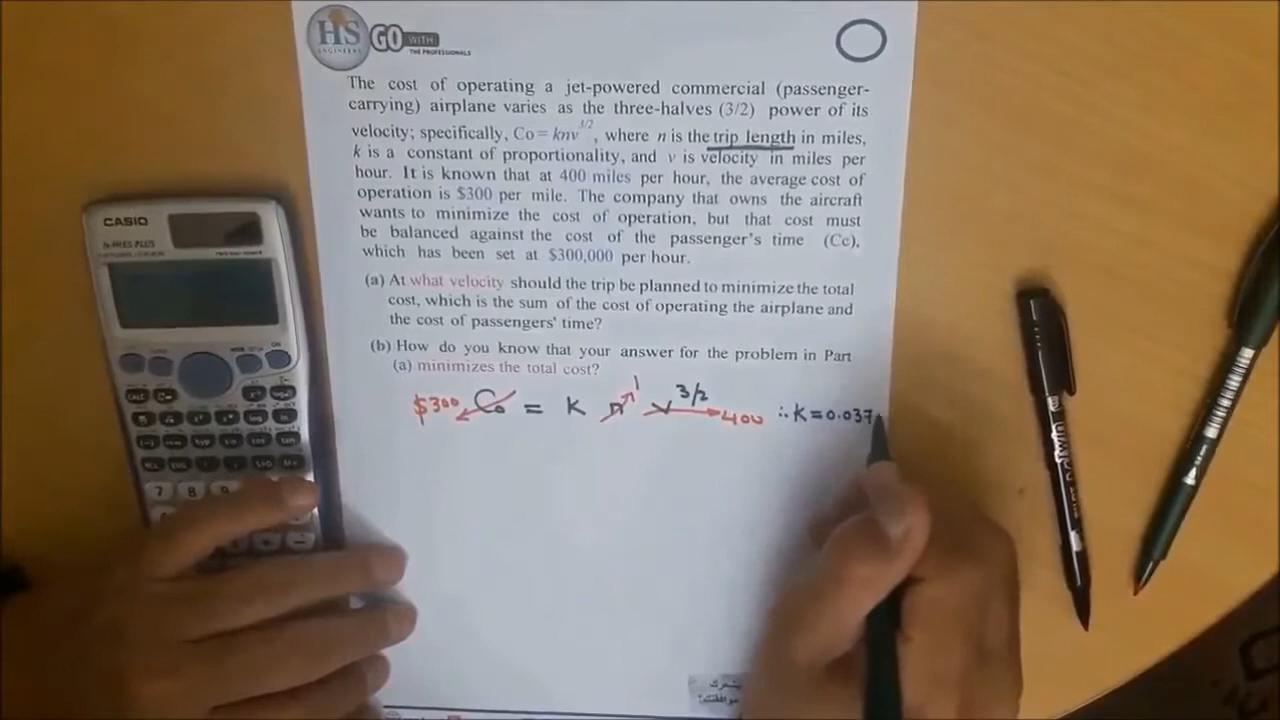 HS
ENGINEERS
GO WITH
THE PROFESSIONALS
The cost of operating a jet-powered commercial (passenger-
carrying) airplane varies as the three-halves (3/2) power of its
velocity; specifically, Co = knv^3/2, where n is the trip length in miles,
k is a constant of proportionality, and v is velocity in miles per
hour. It is known that at 400 miles per hour, the average cost of
operation is $300 per mile. The company that owns the aircraft
wants to minimize the cost of operation, but that cost must
be balanced against the cost of the passenger's time (Cc),
which has been set at $300,000 per hour.
(a) At what velocity should the trip be planned to minimize the total
cost, which is the sum of the cost of operating the airplane and
the cost of passengers' time?
(b) How do you know that your answer for the problem in Part
(a) minimizes the total cost?
$300 Co = K n 1 v 3/2 400 ∴ K = 0.037
CASIO
7 8 9